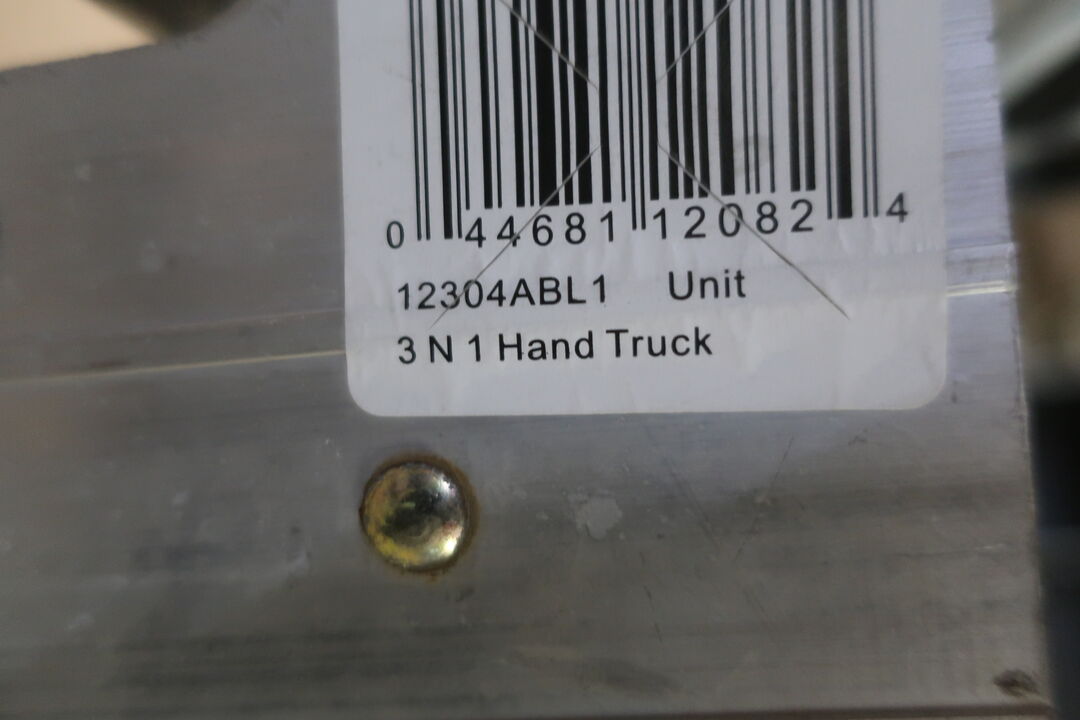 0 44681 12082 4
12304ABL1 Unit
3 N 1 Hand Truck